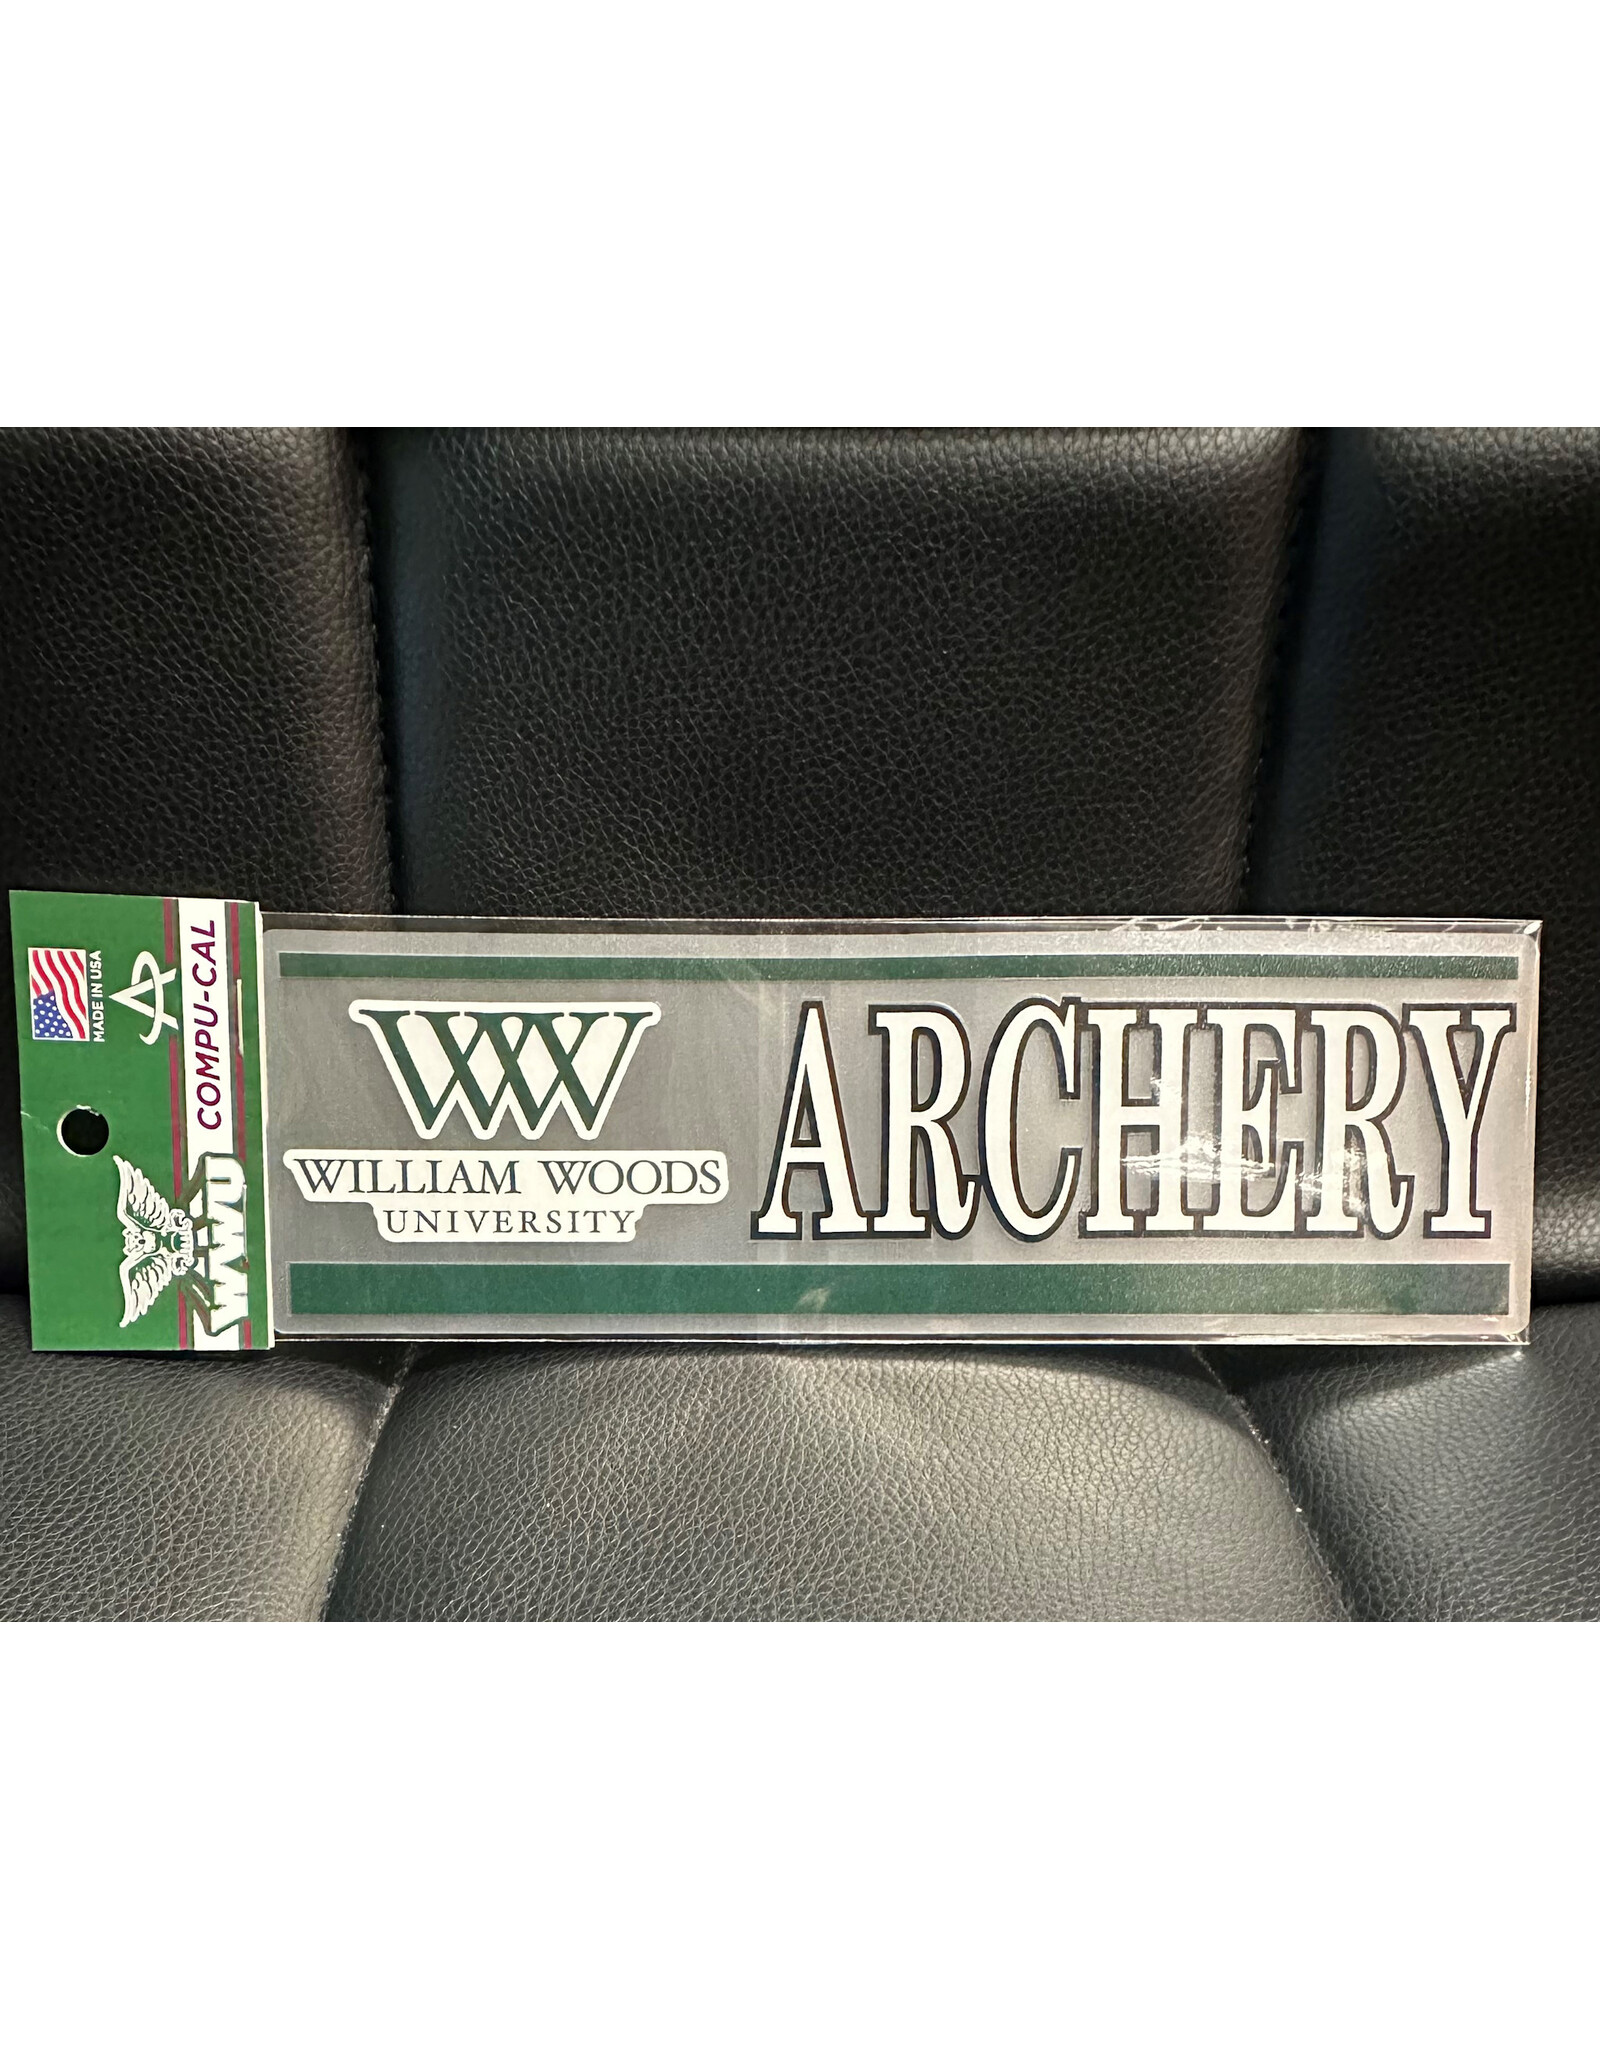 MADE IN USA
COMPU-CAL
WWU
WW
WILLIAM WOODS
UNIVERSITY
ARCHERY